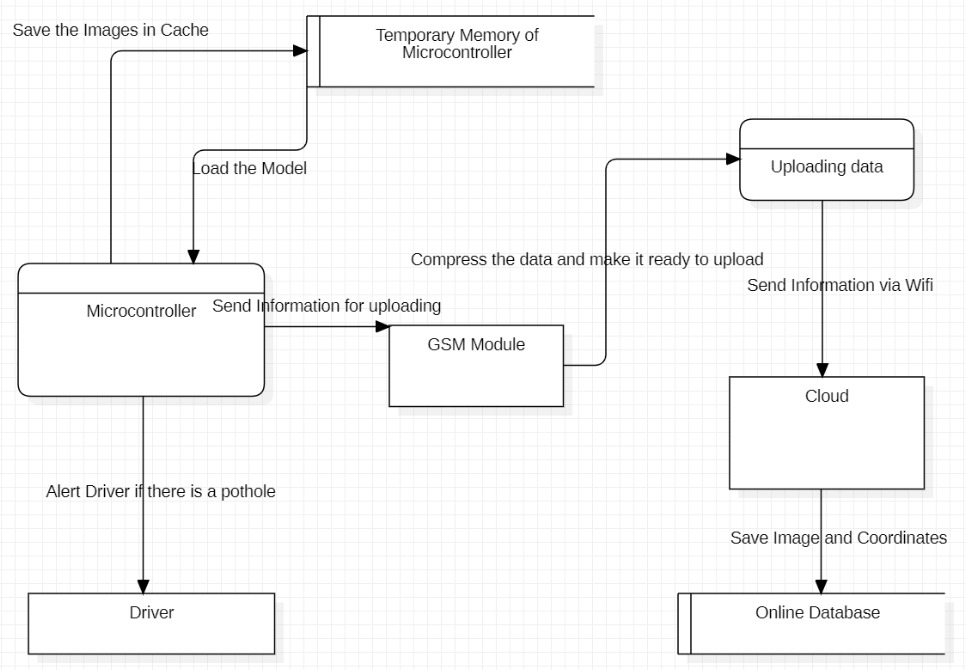 Save the Images in Cache
Temporary Memory of
Microcontroller
Load the Model
Uploading data
Compress the data and make it ready to upload
Send Information via Wifi
Microcontroller
Send Information for uploading
GSM Module
Cloud
Alert Driver if there is a pothole
Save Image and Coordinates
Driver
Online Database